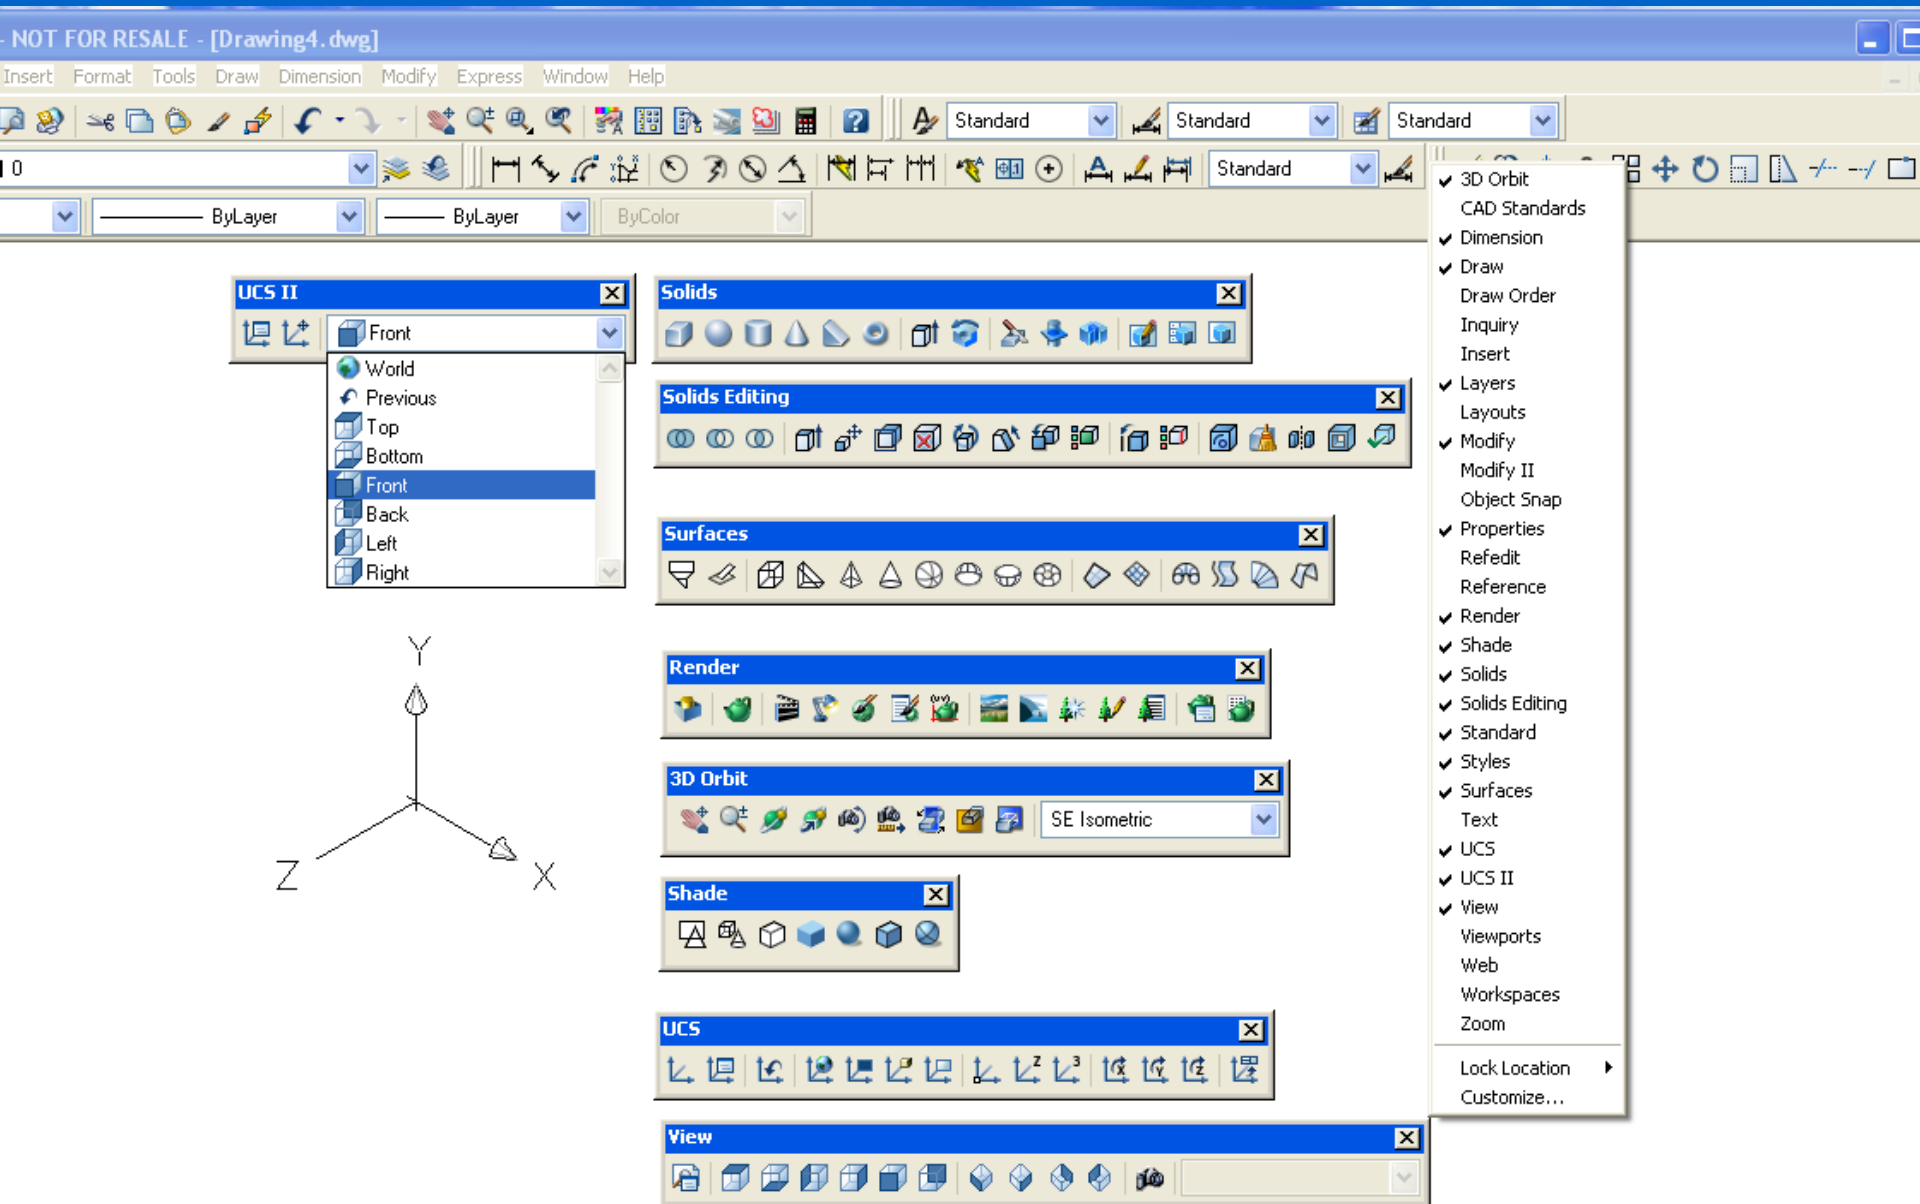 - NOT FOR RESALE - [Drawing4.dwg]
Insert Format Tools Draw Dimension Modify Express Window Help
Standard Standard Standard
0 Standard
ByLayer ByLayer ByColor
UCS II
Front
World
Previous
Top
Bottom
Front
Back
Left
Right
Y
Z
X
Solids
Solids Editing
Surfaces
Render
3D Orbit
SE Isometric
Shade
UCS
View
3D Orbit
CAD Standards
Dimension
Draw
Draw Order
Inquiry
Insert
Layers
Layouts
Modify
Modify II
Object Snap
Properties
Refedit
Reference
Render
Shade
Solids
Solids Editing
Standard
Styles
Surfaces
Text
UCS
UCS II
View
Viewports
Web
Workspaces
Zoom
Lock Location
Customize...